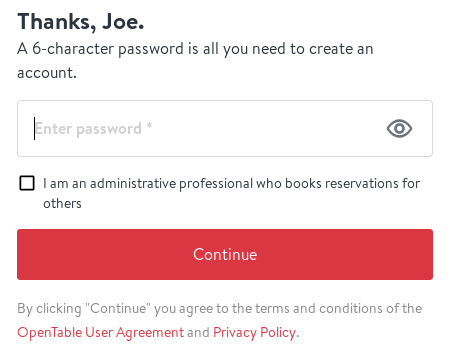 Thanks, Joe.
A 6-character password is all you need to create an
account.
Enter password *
I am an administrative professional who books reservations for
others
Continue
By clicking "Continue" you agree to the terms and conditions of the
OpenTable User Agreement and Privacy Policy.